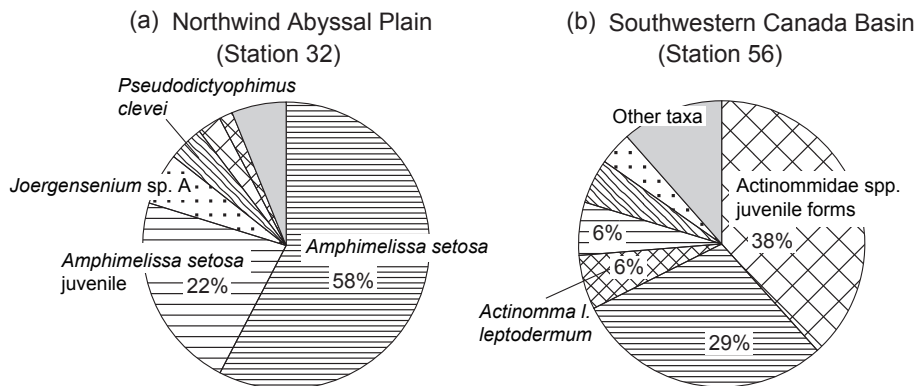 (a) Northwind Abyssal Plain
(Station 32)
Pseudodictyophimus
clevei
Joergensenium sp. A
Amphimelissa setosa
juvenile
22%
Amphimelissa setosa
58%
(b) Southwestern Canada Basin
(Station 56)
Other taxa
Actinommidae spp.
juvenile forms
38%
6%
6%
Actinomma l.
leptodermum
29%